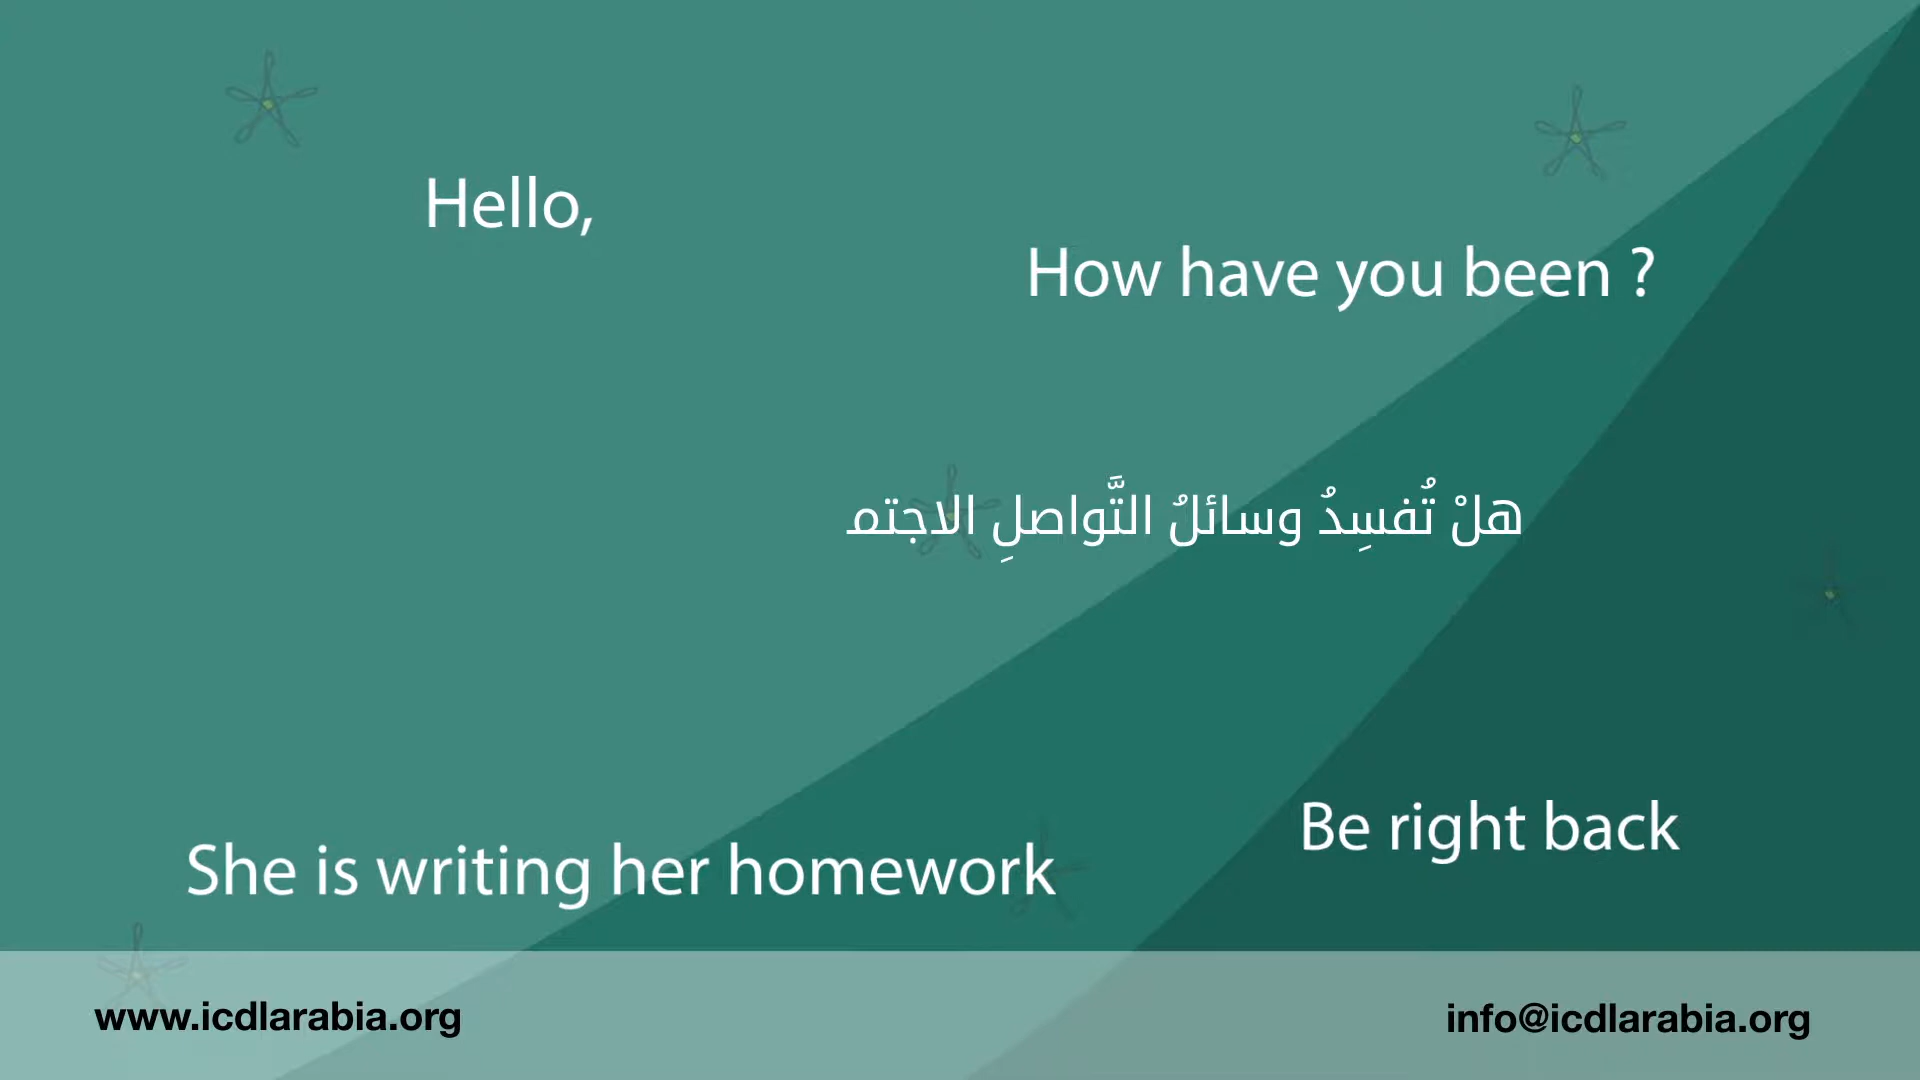 Hello,
How have you been ?
هلْ تُفسِدُ وسائلُ التَّواصلِ الاجتمـ
She is writing her homework
Be right back
www.icdlarabia.org
info@icdlarabia.org